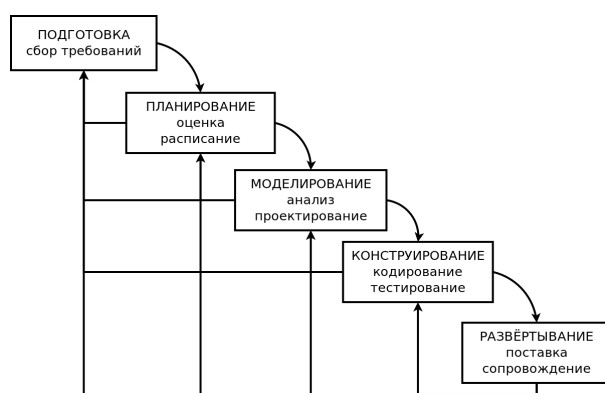 ПОДГОТОВКА
сбор требований
ПЛАНИРОВАНИЕ
оценка
расписание
МОДЕЛИРОВАНИЕ
анализ
проектирование
КОНСТРУИРОВАНИЕ
кодирование
тестирование
РАЗВЁРТЫВАНИЕ
поставка
сопровождение